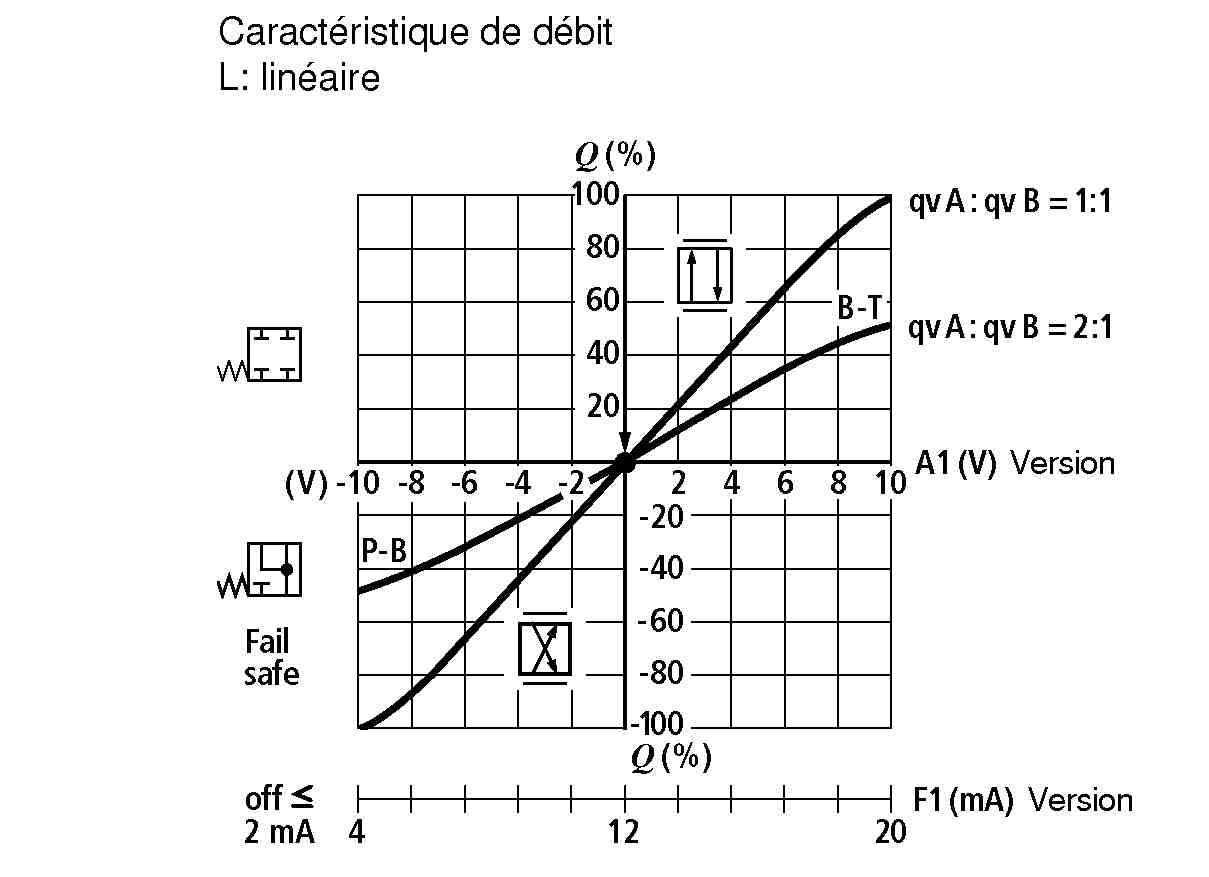 Caractéristique de débit
L: linéaire
Q (%)
100
qv A : qv B = 1:1
80
60
B-T
qv A : qv B = 2:1
40
20
A1 (V) Version
(V) -10 -8 -6 -4 -2 2 4 6 8 10
-20
P-B
-40
-60
Fail
safe
-80
-100
Q (%)
off ≤
2 mA
F1 (mA) Version
4 12 20